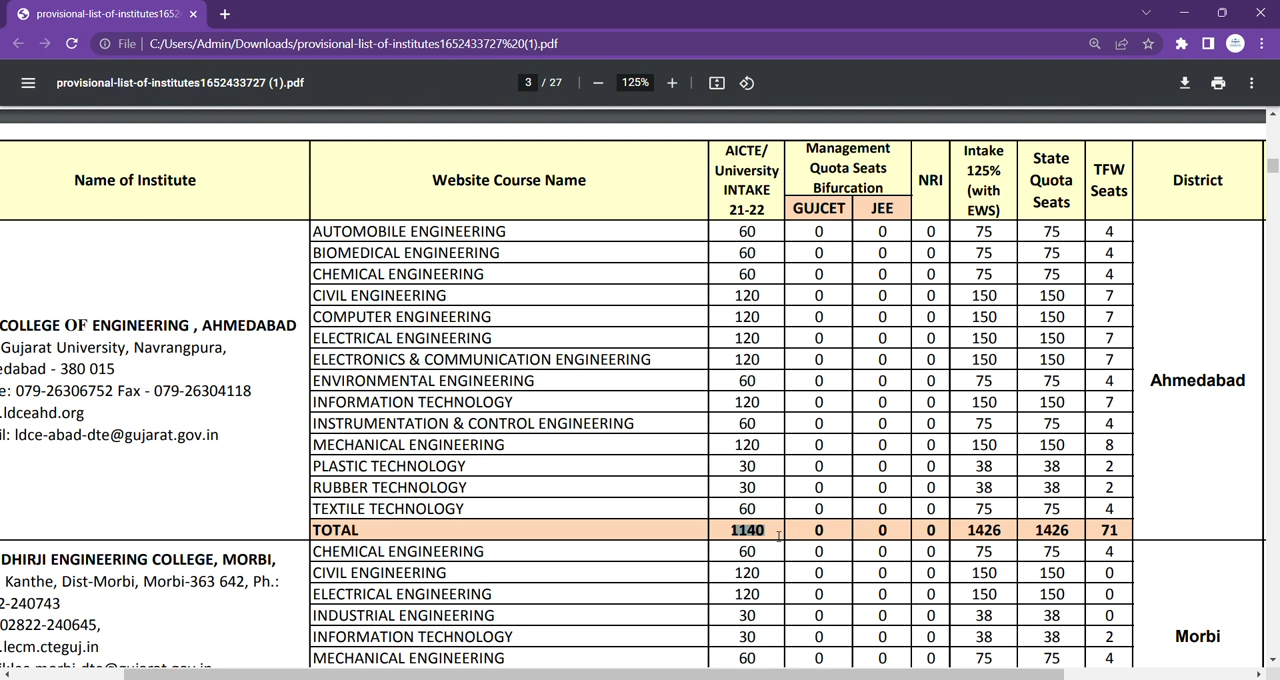 provisional-list-of-institutes1652
File
C:/Users/Admin/Downloads/provisional-list-of-institutes1652433727%20(1).pdf
provisional-list-of-institutes1652433727 (1).pdf
3 / 27
125%
Name of Institute
Website Course Name
AICTE/
University
INTAKE
21-22
Management
Quota Seats
Bifurcation
GUJCET JEE
NRI
Intake
125%
(with
EWS)
State
Quota
Seats
TFW
Seats
District
COLLEGE OF ENGINEERING , AHMEDABAD
Gujarat University, Navrangpura,
edabad - 380 015
e: 079-26306752 Fax - 079-26304118
.ldceahd.org
il: ldce-abad-dte@gujarat.gov.in
AUTOMOBILE ENGINEERING 60 0 0 0 75 75 4
BIOMEDICAL ENGINEERING 60 0 0 0 75 75 4
CHEMICAL ENGINEERING 60 0 0 0 75 75 4
CIVIL ENGINEERING 120 0 0 0 150 150 7
COMPUTER ENGINEERING 120 0 0 0 150 150 7
ELECTRICAL ENGINEERING 120 0 0 0 150 150 7
ELECTRONICS & COMMUNICATION ENGINEERING 120 0 0 0 150 150 7
ENVIRONMENTAL ENGINEERING 60 0 0 0 75 75 4
INFORMATION TECHNOLOGY 120 0 0 0 150 150 7
INSTRUMENTATION & CONTROL ENGINEERING 60 0 0 0 75 75 4
MECHANICAL ENGINEERING 120 0 0 0 150 150 8
PLASTIC TECHNOLOGY 30 0 0 0 38 38 2
RUBBER TECHNOLOGY 30 0 0 0 38 38 2
TEXTILE TECHNOLOGY 60 0 0 0 75 75 4
TOTAL 1140 0 0 0 1426 1426 71
Ahmedabad
DHIRJI ENGINEERING COLLEGE, MORBI,
Kanthe, Dist-Morbi, Morbi-363 642, Ph.:
2-240743
02822-240645,
.lecm.cteguj.in
CHEMICAL ENGINEERING 60 0 0 0 75 75 4
CIVIL ENGINEERING 120 0 0 0 150 150 0
ELECTRICAL ENGINEERING 120 0 0 0 150 150 0
INDUSTRIAL ENGINEERING 30 0 0 0 38 38 0
INFORMATION TECHNOLOGY 30 0 0 0 38 38 2
MECHANICAL ENGINEERING 60 0 0 0 75 75 4
Morbi